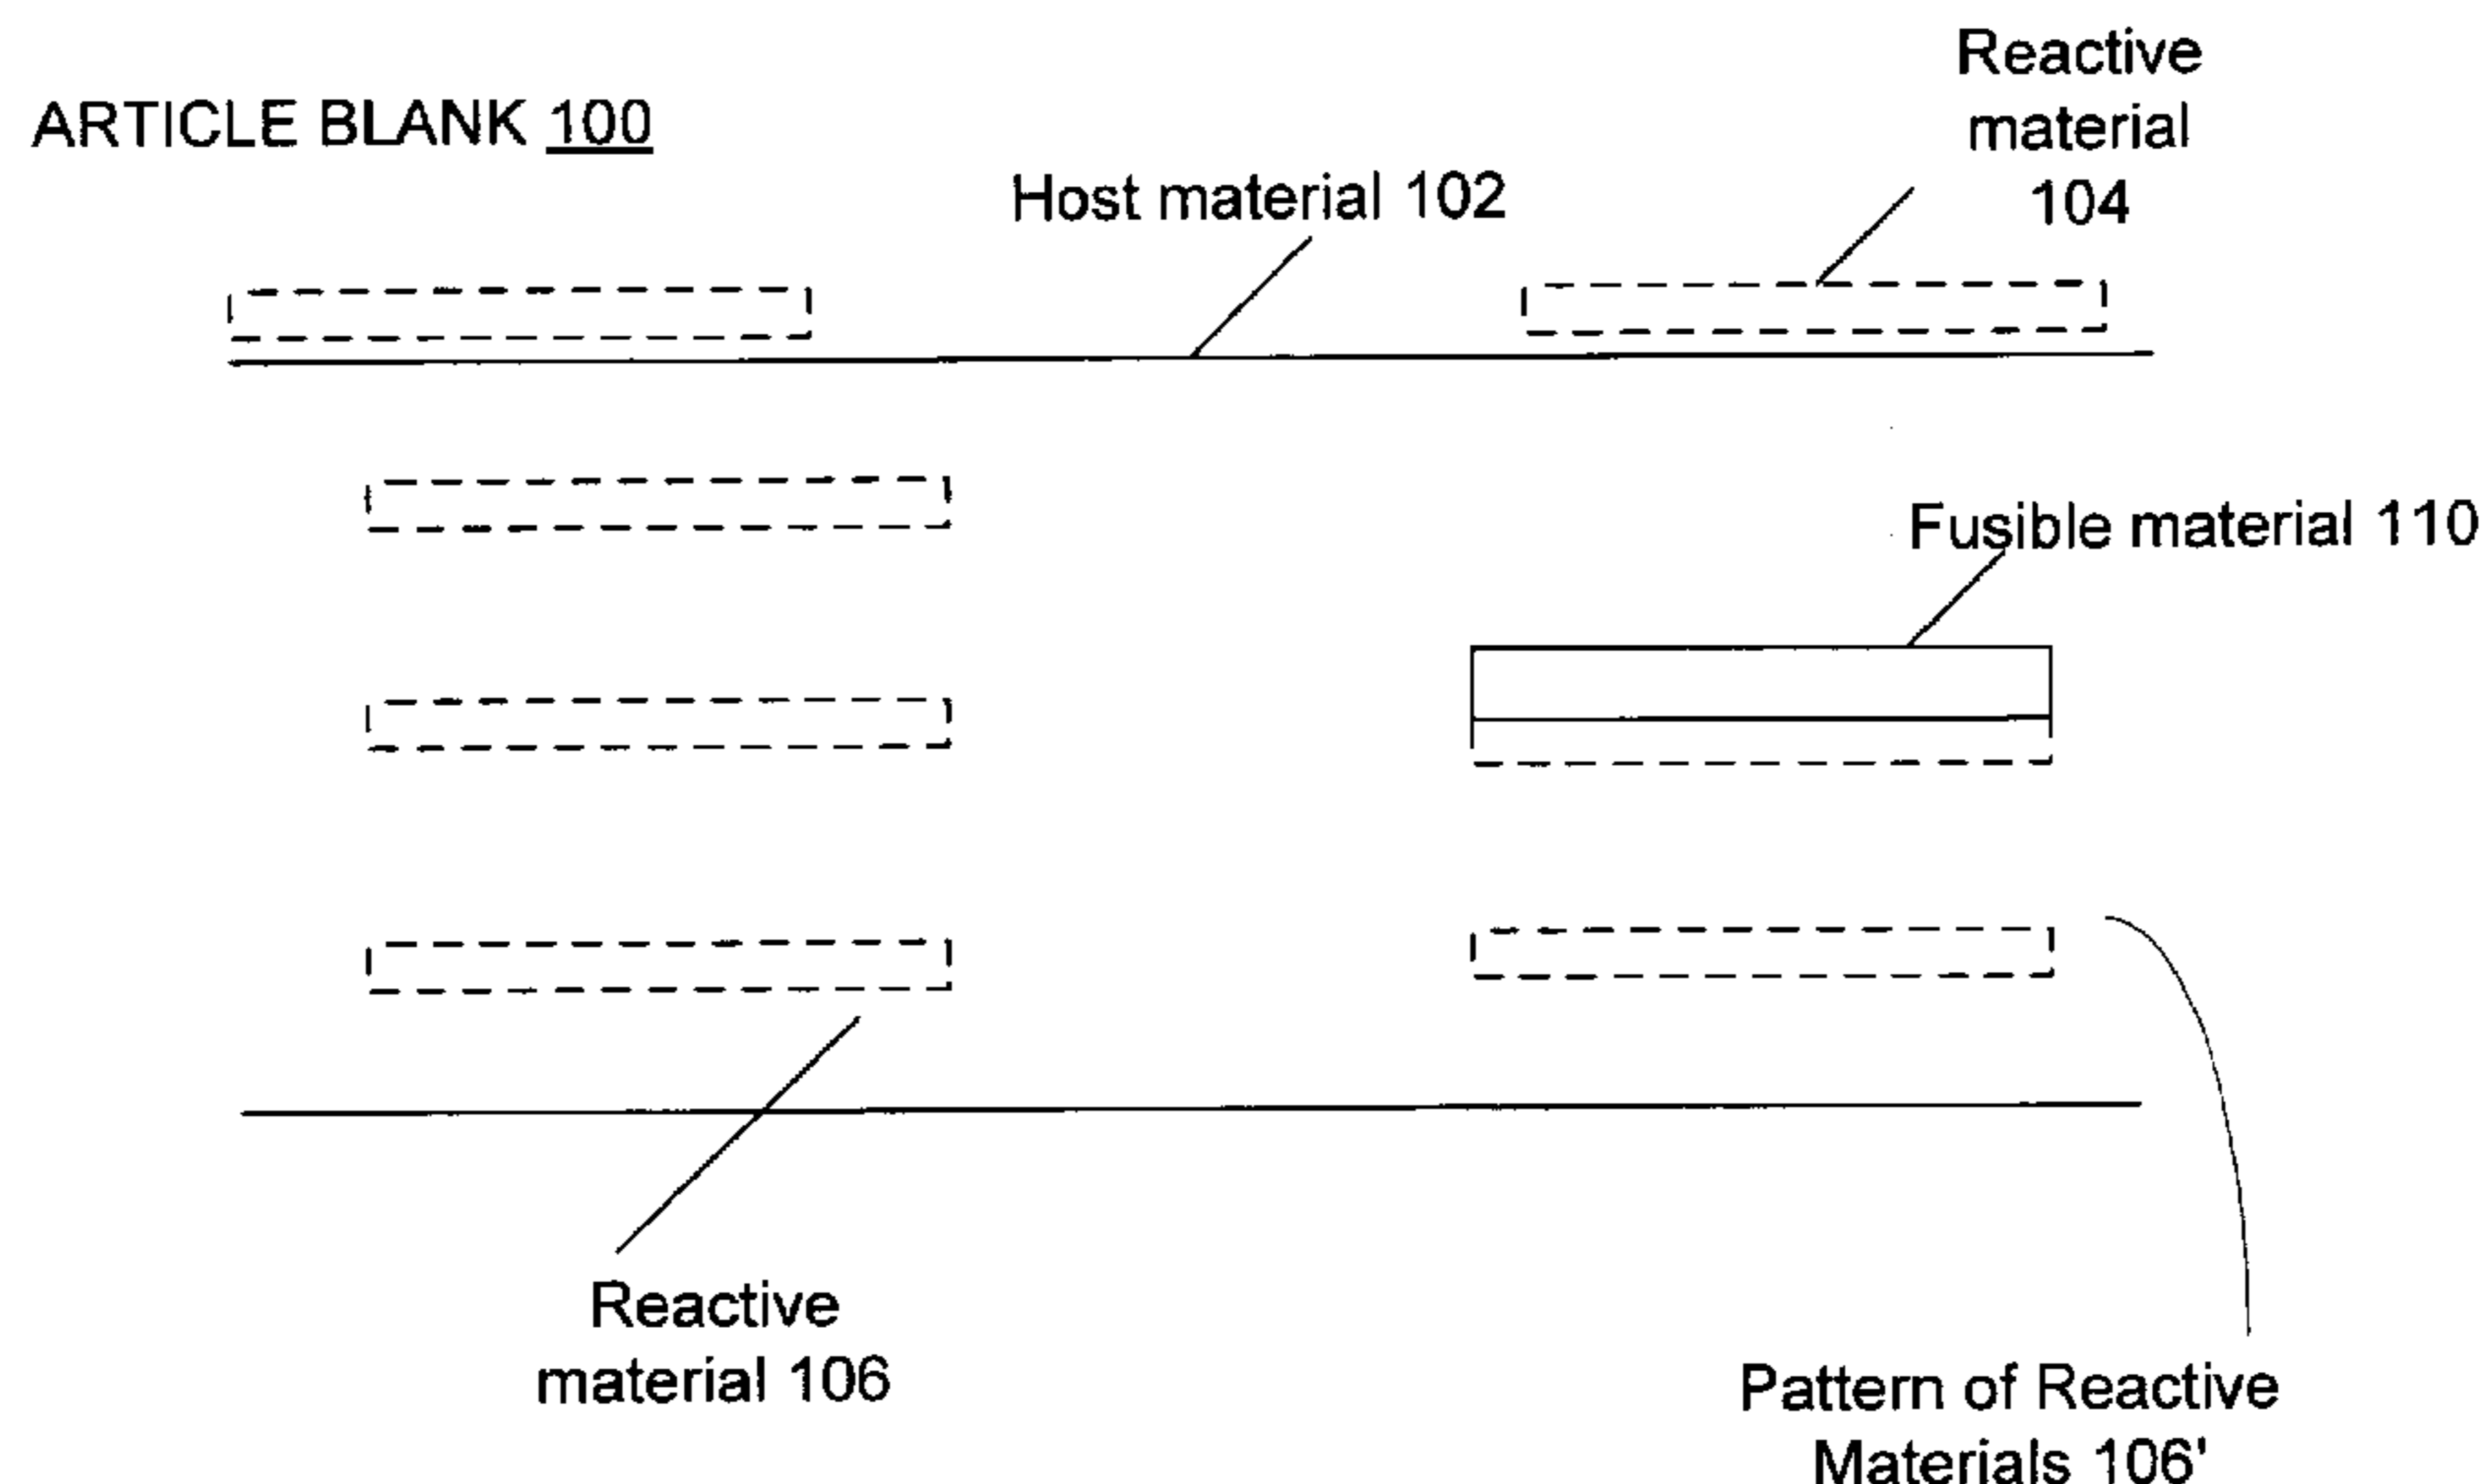 ARTICLE BLANK 100
Reactive
material
104
Host material 102
Fusible material 110
Reactive
material 106
Pattern of Reactive
Materials 106'